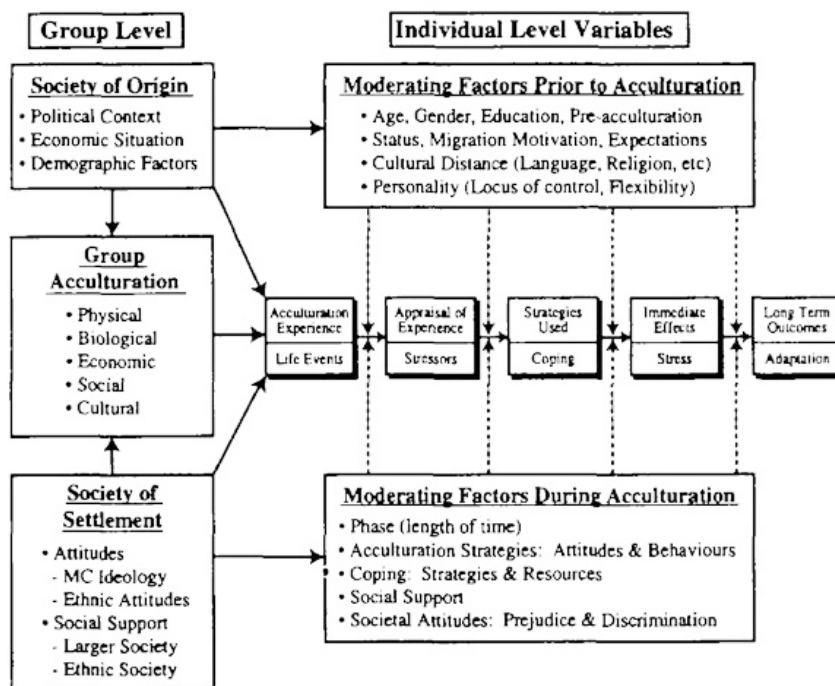 Group Level
Individual Level Variables
Society of Origin
• Political Context
• Economic Situation
• Demographic Factors
Moderating Factors Prior to Acculturation
• Age, Gender, Education, Pre-acculturation
• Status, Migration Motivation, Expectations
• Cultural Distance (Language, Religion, etc)
• Personality (Locus of control, Flexibility)
Group
Acculturation
• Physical
• Biological
• Economic
• Social
• Cultural
Acculturation
Experience
Life Events
Appraisal of
Experience
Stressors
Strategies
Used
Coping
Immediate
Effects
Stress
Long Term
Outcomes
Adaptation
Society of
Settlement
• Attitudes
- MC Ideology
- Ethnic Attitudes
• Social Support
- Larger Society
- Ethnic Society
Moderating Factors During Acculturation
• Phase (length of time)
• Acculturation Strategies: Attitudes & Behaviours
• Coping: Strategies & Resources
• Social Support
• Societal Attitudes: Prejudice & Discrimination